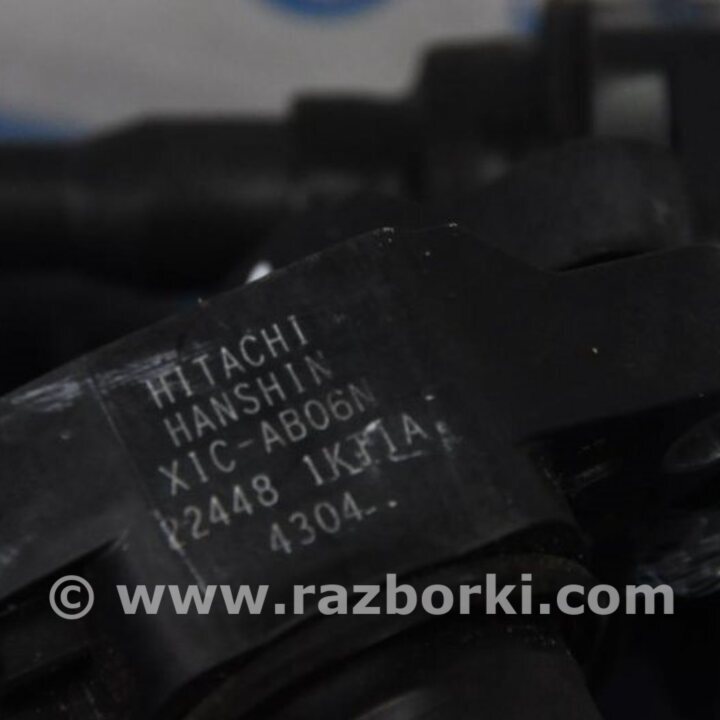 HITACHI
HANSHIN
XIC-AB06N
22448 1KT1A
4304
© www.razborki.com